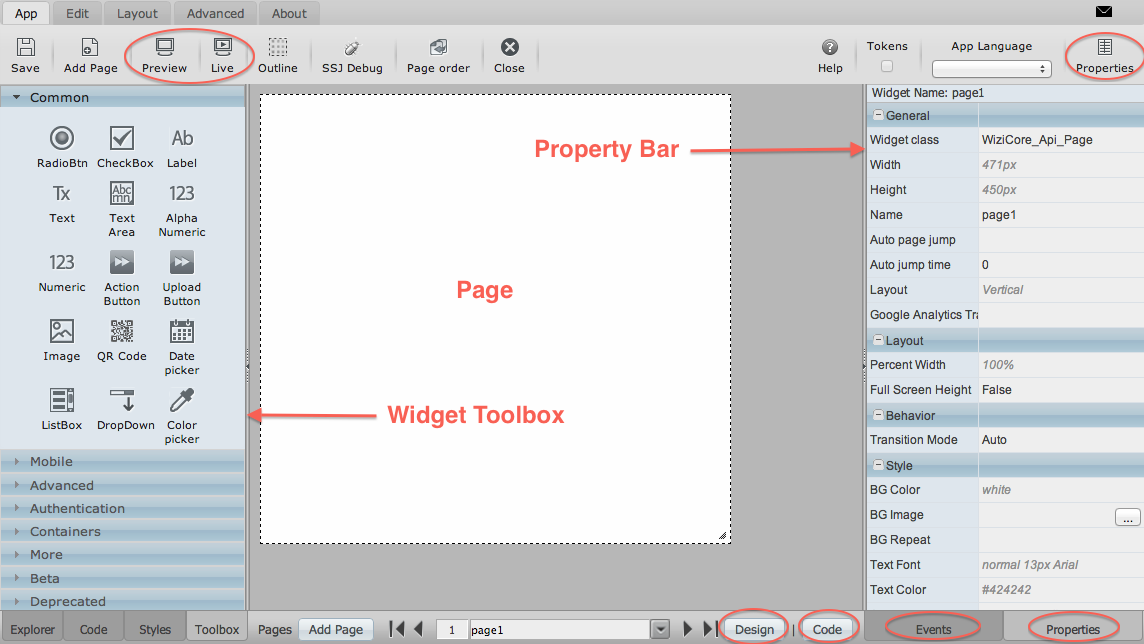 App Edit Layout Advanced About
Save Add Page Preview Live Outline SSJ Debug Page order Close Help Tokens App Language Properties
Common
RadioBtn CheckBox Ab Label
Tx Text Abc mn Text Area 123 Alpha Numeric
123 Numeric Action Button Upload Button
Image QR Code Date picker
ListBox DropDown Color picker
Mobile
Advanced
Authentication
Containers
More
Beta
Deprecated
Explorer Code Styles Toolbox
Property Bar
Page
Widget Toolbox
Pages Add Page 1 page1 Design | Code
Widget Name: page1
General
Widget class WiziCore_Api_Page
Width 471px
Height 450px
Name page1
Auto page jump
Auto jump time 0
Layout Vertical
Google Analytics Tra
Layout
Percent Width 100%
Full Screen Height False
Behavior
Transition Mode Auto
Style
BG Color white
BG Image ...
BG Repeat
Text Font normal 13px Arial
Text Color #424242
Events Properties